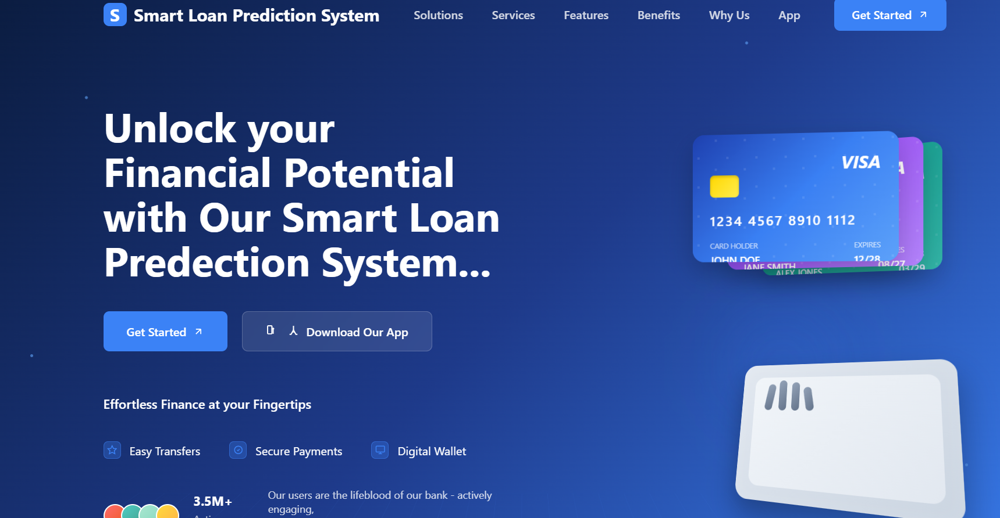 S Smart Loan Prediction System
Solutions
Services
Features
Benefits
Why Us
App
Get Started
Unlock your
Financial Potential
with Our Smart Loan
Predection System...
Get Started
Download Our App
Effortless Finance at your Fingertips
Easy Transfers
Secure Payments
Digital Wallet
3.5M+
Our users are the lifeblood of our bank - actively
engaging,
VISA
A
1234 4567 8910 1112
CARD HOLDER
EXPIRES
ES
JOHN DOE
12/28
JANE SMITH
08/27
ALEX JONES
03/29